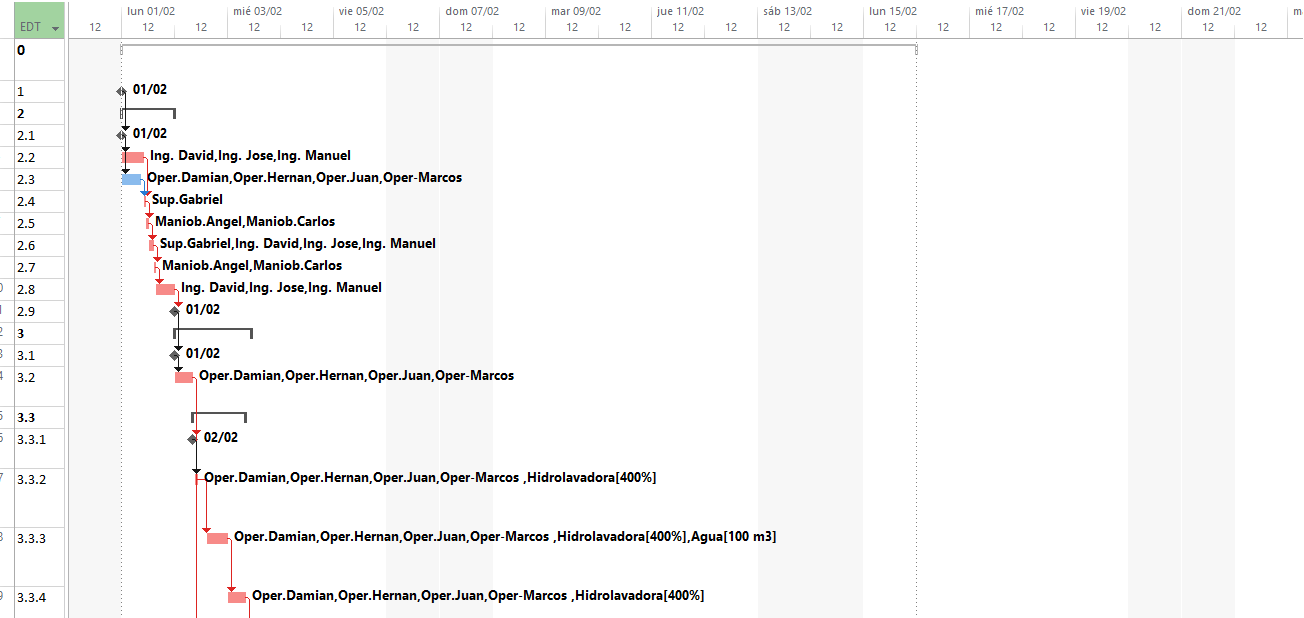 lun 01/02 mié 03/02 vie 05/02 dom 07/02 mar 09/02 jue 11/02 sáb 13/02 lun 15/02 mié 17/02 vie 19/02 dom 21/02
EDT 12 12 12 12 12 12 12 12 12 12 12 12 12 12 12 12 12 12 12 12 12 12 12
0
1 01/02
2
2.1 01/02
2.2 Ing. David,Ing. Jose,Ing. Manuel
2.3 Oper.Damian,Oper.Hernan,Oper.Juan,Oper-Marcos
2.4 Sup.Gabriel
2.5 Maniob.Angel,Maniob.Carlos
2.6 Sup.Gabriel,Ing. David,Ing. Jose,Ing. Manuel
2.7 Maniob.Angel,Maniob.Carlos
2.8 Ing. David,Ing. Jose,Ing. Manuel
2.9 01/02
3
3.1 01/02
3.2 Oper.Damian,Oper.Hernan,Oper.Juan,Oper-Marcos
3.3
3.3.1 02/02
3.3.2 Oper.Damian,Oper.Hernan,Oper.Juan,Oper-Marcos ,Hidrolavadora[400%]
3.3.3 Oper.Damian,Oper.Hernan,Oper.Juan,Oper-Marcos ,Hidrolavadora[400%],Agua[100 m3]
3.3.4 Oper.Damian,Oper.Hernan,Oper.Juan,Oper-Marcos ,Hidrolavadora[400%]